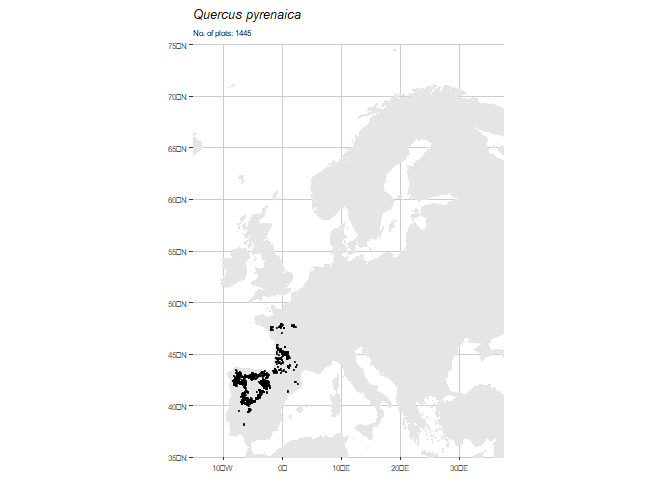 Quercus pyrenaica
No. of plots: 1445
75□N
70□N
65□N
60□N
55□N
50□N
45□N
40□N
35□N
10□W 0□ 10□E 20□E 30□E